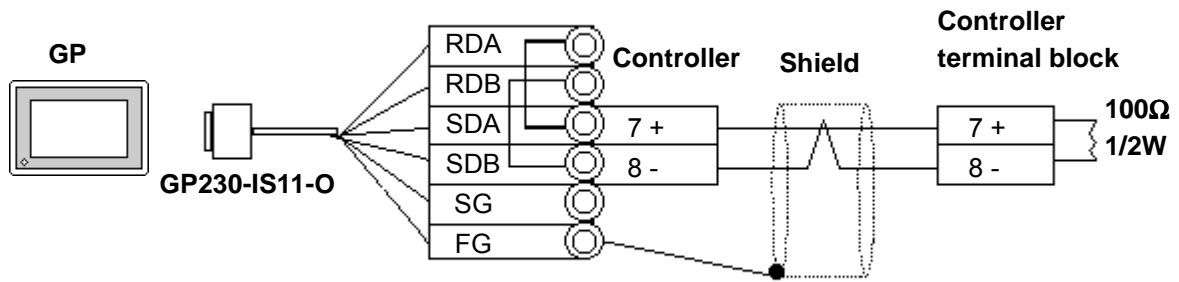 GP
GP230-IS11-O
RDA
RDB
SDA
SDB
SG
FG
Controller
7 +
8 -
Shield
Controller
terminal block
7 +
8 -
100Ω
1/2W